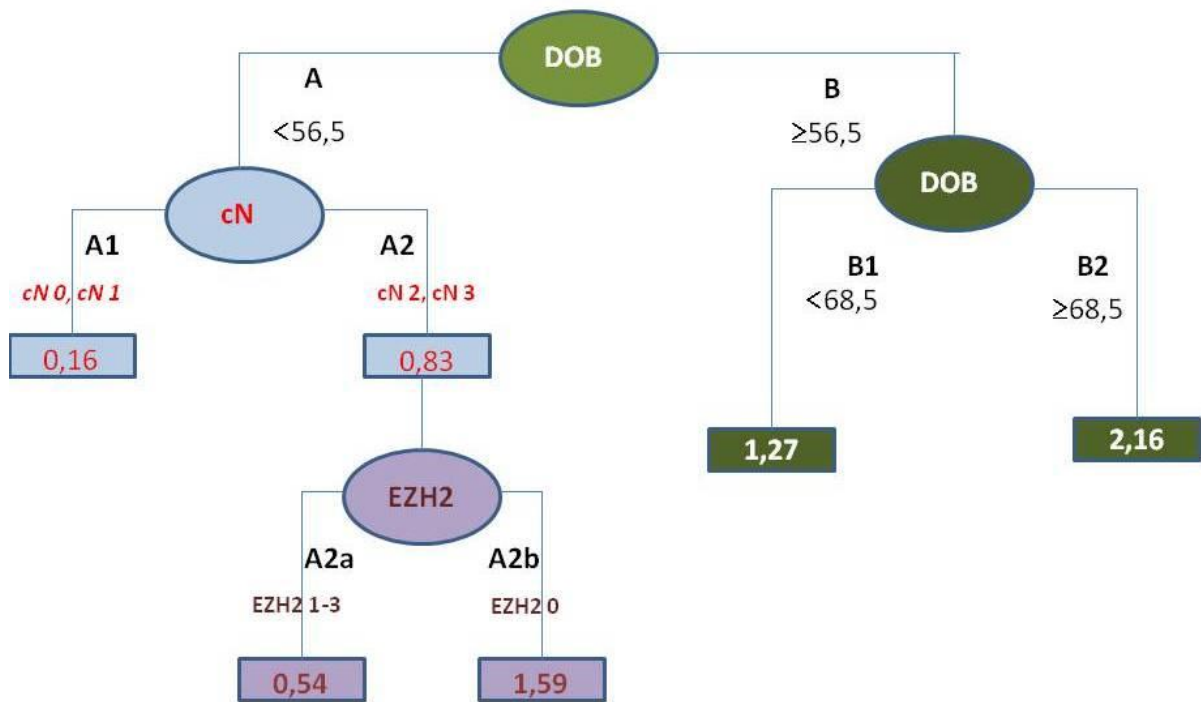 DOB
A
<56,5
B
≥56,5
cN
DOB
A1
cN 0, cN 1
A2
cN 2, cN 3
B1
<68,5
B2
≥68,5
0,16
0,83
1,27
2,16
EZH2
A2a
EZH2 1-3
A2b
EZH2 0
0,54
1,59